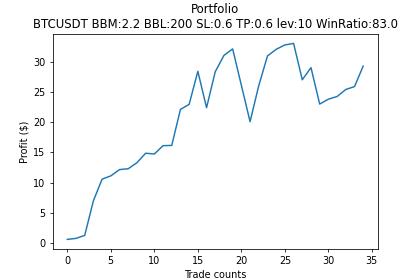 Portfolio
BTCUSDT BBM:2.2 BBL:200 SL:0.6 TP:0.6 lev:10 WinRatio:83.0
Profit ($)
30
25
20
15
10
5
0
0 5 10 15 20 25 30 35
Trade counts